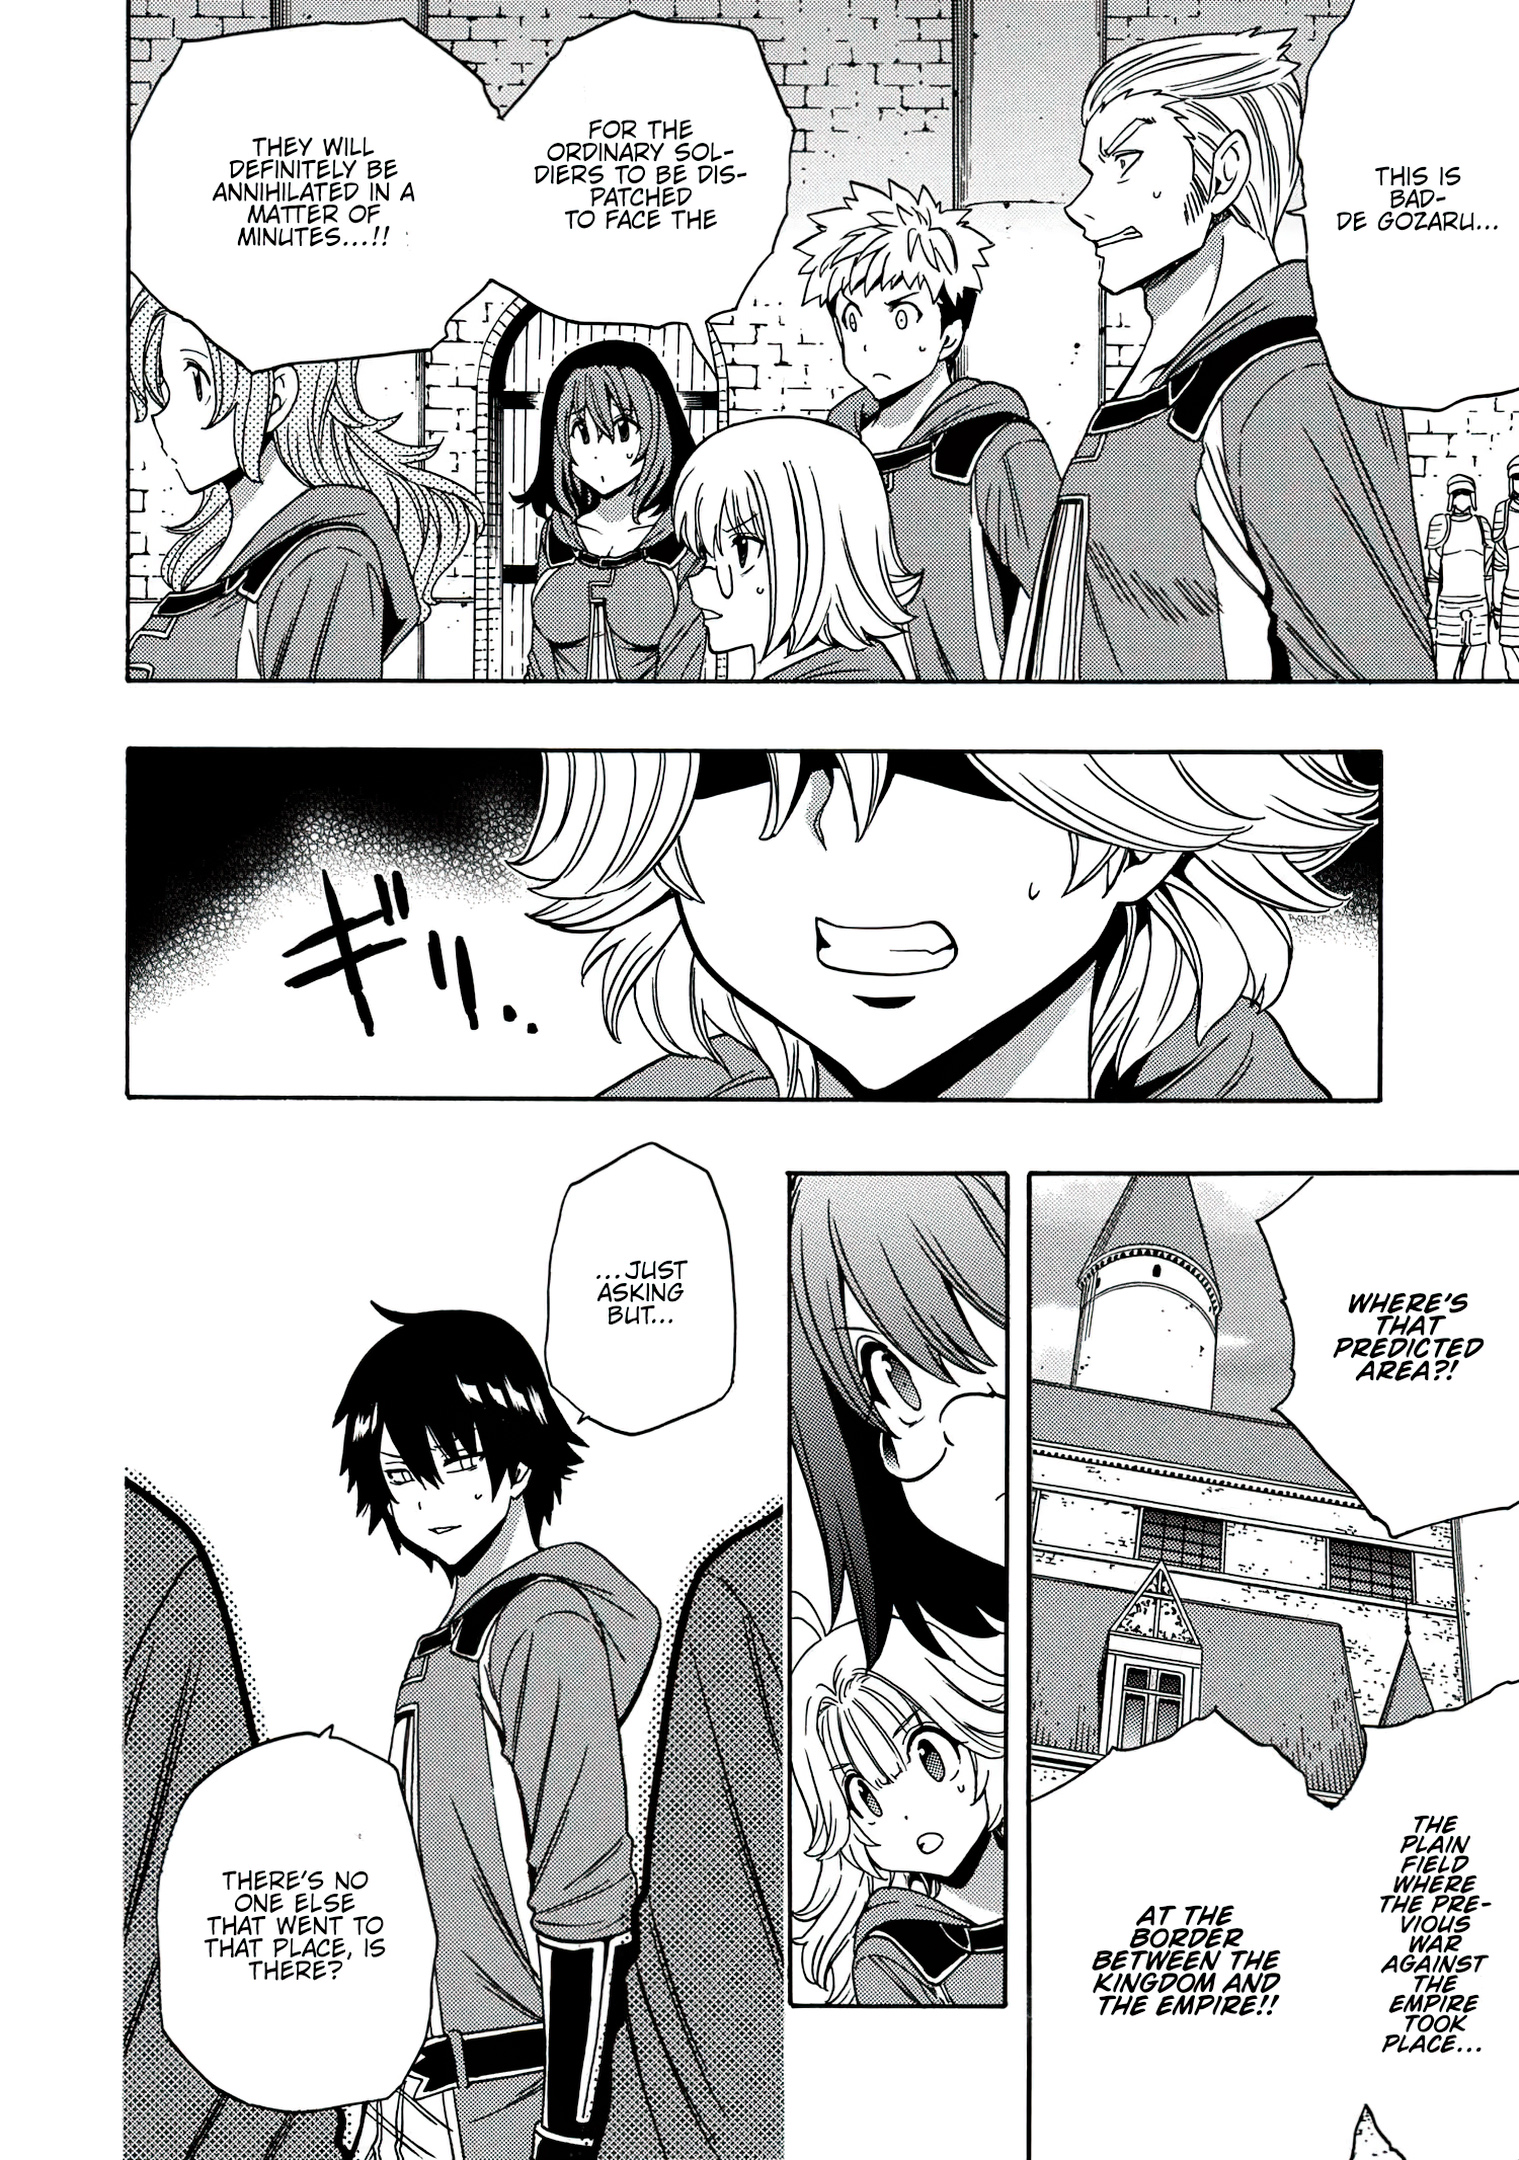 THIS IS
BAD-
DE GOZARU...
FOR THE
ORDINARY SOL-
DIERS TO BE DIS-
PATCHED
TO FACE THE
THEY WILL
DEFINITELY BE
ANNIHILATED IN A
MATTER OF
MINUTES...!!
ギリ..
WHERE'S
THAT
PREDICTED
AREA?!
THE
PLAIN
FIELD
WHERE
THE PRE-
VIOUS
WAR
AGAINST
THE
EMPIRE
TOOK
PLACE...
AT THE
BORDER
BETWEEN THE
KINGDOM AND
THE EMPIRE!!
...JUST
ASKING
BUT...
THERE'S NO
ONE ELSE
THAT WENT TO
THAT PLACE, IS
THERE?